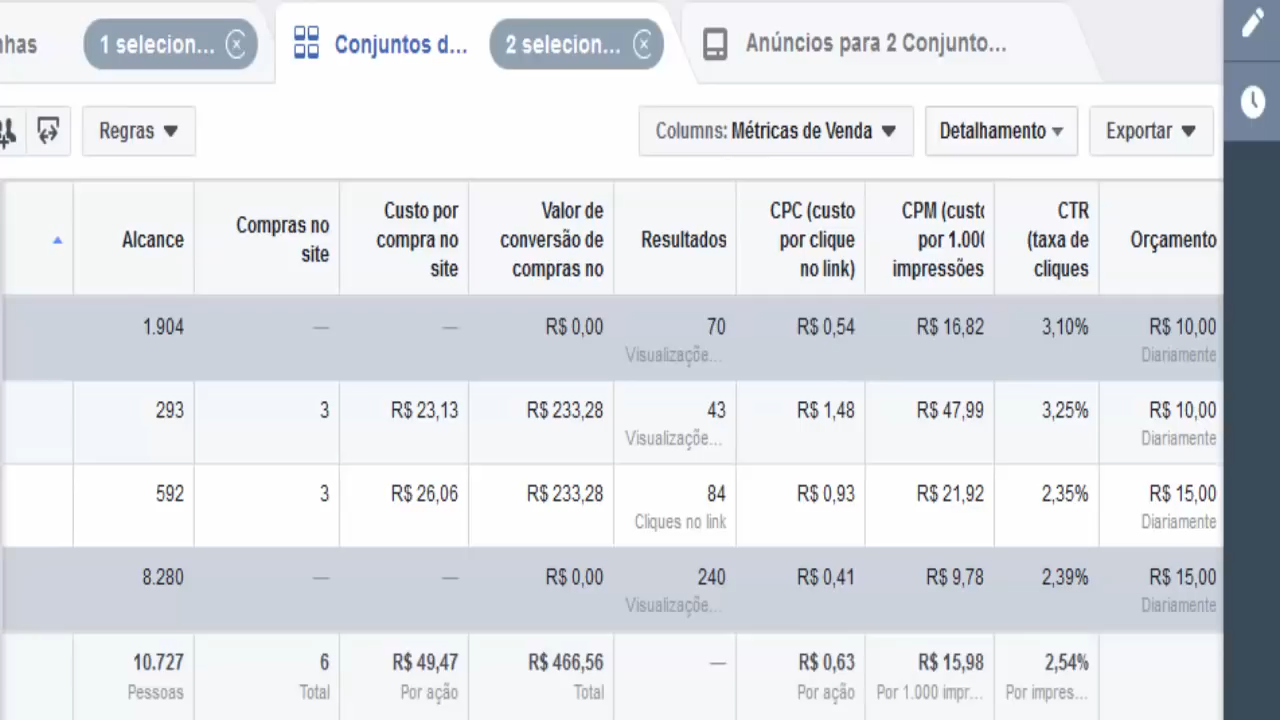 nhas 1 selecion... Conjuntos d... 2 selecion... Anúncios para 2 Conjunto...
Regras Columns: Métricas de Venda Detalhamento Exportar
Alcance
Compras no
site
Custo por
compra no
site
Valor de
conversão de
compras no
Resultados
CPC (custo
por clique
no link)
CPM (custo
por 1.000
impressões
CTR
(taxa de
cliques
Orçamento
1.904 — — R$ 0,00 70 R$ 0,54 R$ 16,82 3,10% R$ 10,00
Visualizaçõe... Diariamente
293 3 R$ 23,13 R$ 233,28 43 R$ 1,48 R$ 47,99 3,25% R$ 10,00
Visualizaçõe... Diariamente
592 3 R$ 26,06 R$ 233,28 84 R$ 0,93 R$ 21,92 2,35% R$ 15,00
Cliques no link Diariamente
8.280 — — R$ 0,00 240 R$ 0,41 R$ 9,78 2,39% R$ 15,00
Visualizaçõe... Diariamente
10.727 6 R$ 49,47 R$ 466,56 — R$ 0,63 R$ 15,98 2,54%
Pessoas Total Por ação Total Por ação Por 1.000 impr... Por impres...